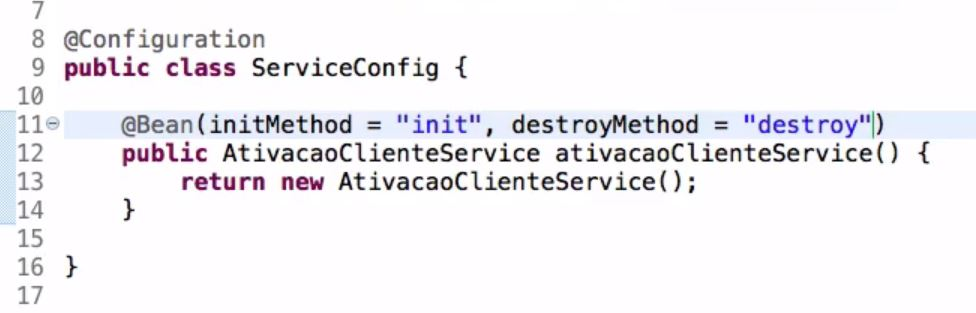 7
8 @Configuration
9 public class ServiceConfig {
10
11 @Bean(initMethod = "init", destroyMethod = "destroy")
12 public AtivacaoClienteService ativacaoClienteService() {
13 return new AtivacaoClienteService();
14 }
15
16 }
17